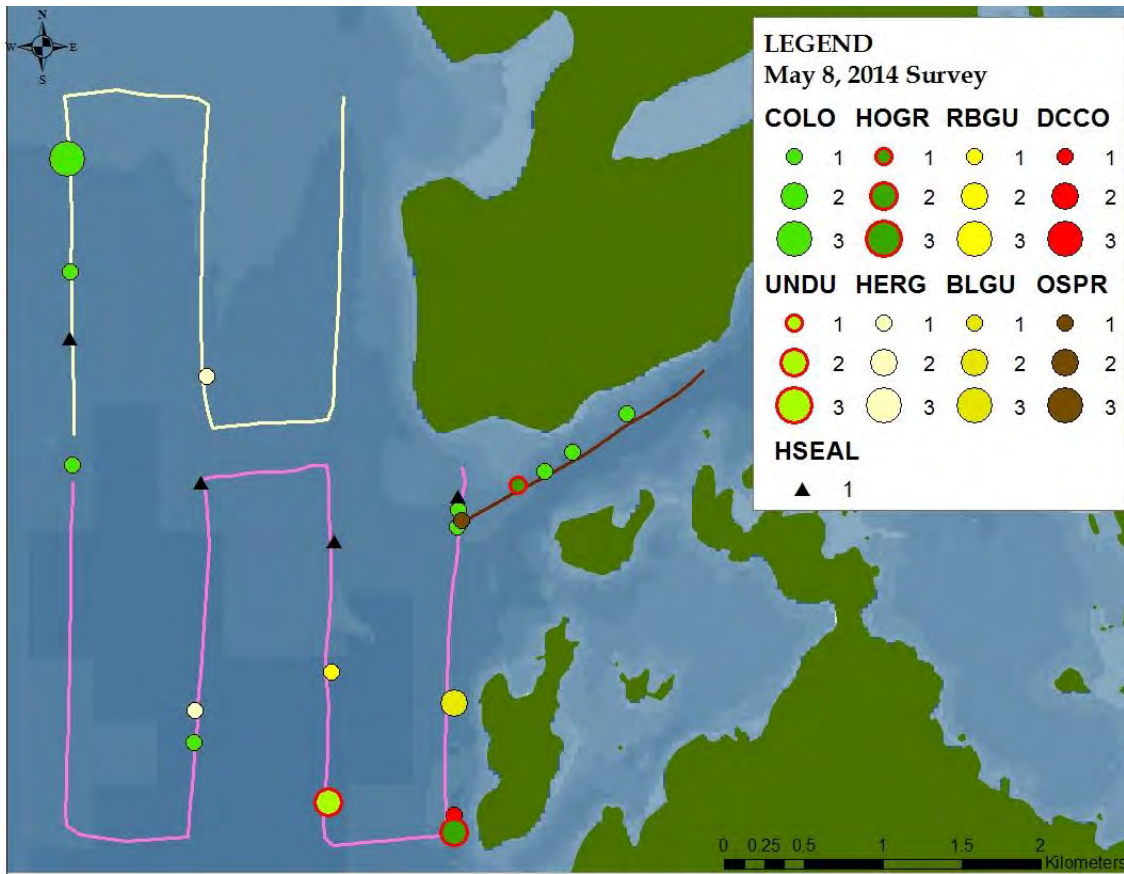 N
W E
S
LEGEND
May 8, 2014 Survey
COLO HOGR RBGU DCCO
1 1 1 1
2 2 2 2
3 3 3 3
UNDU HERG BLGU OSPR
1 1 1 1
2 2 2 2
3 3 3 3
HSEAL
1
0 0.25 0.5 1 1.5 2
Kilometers